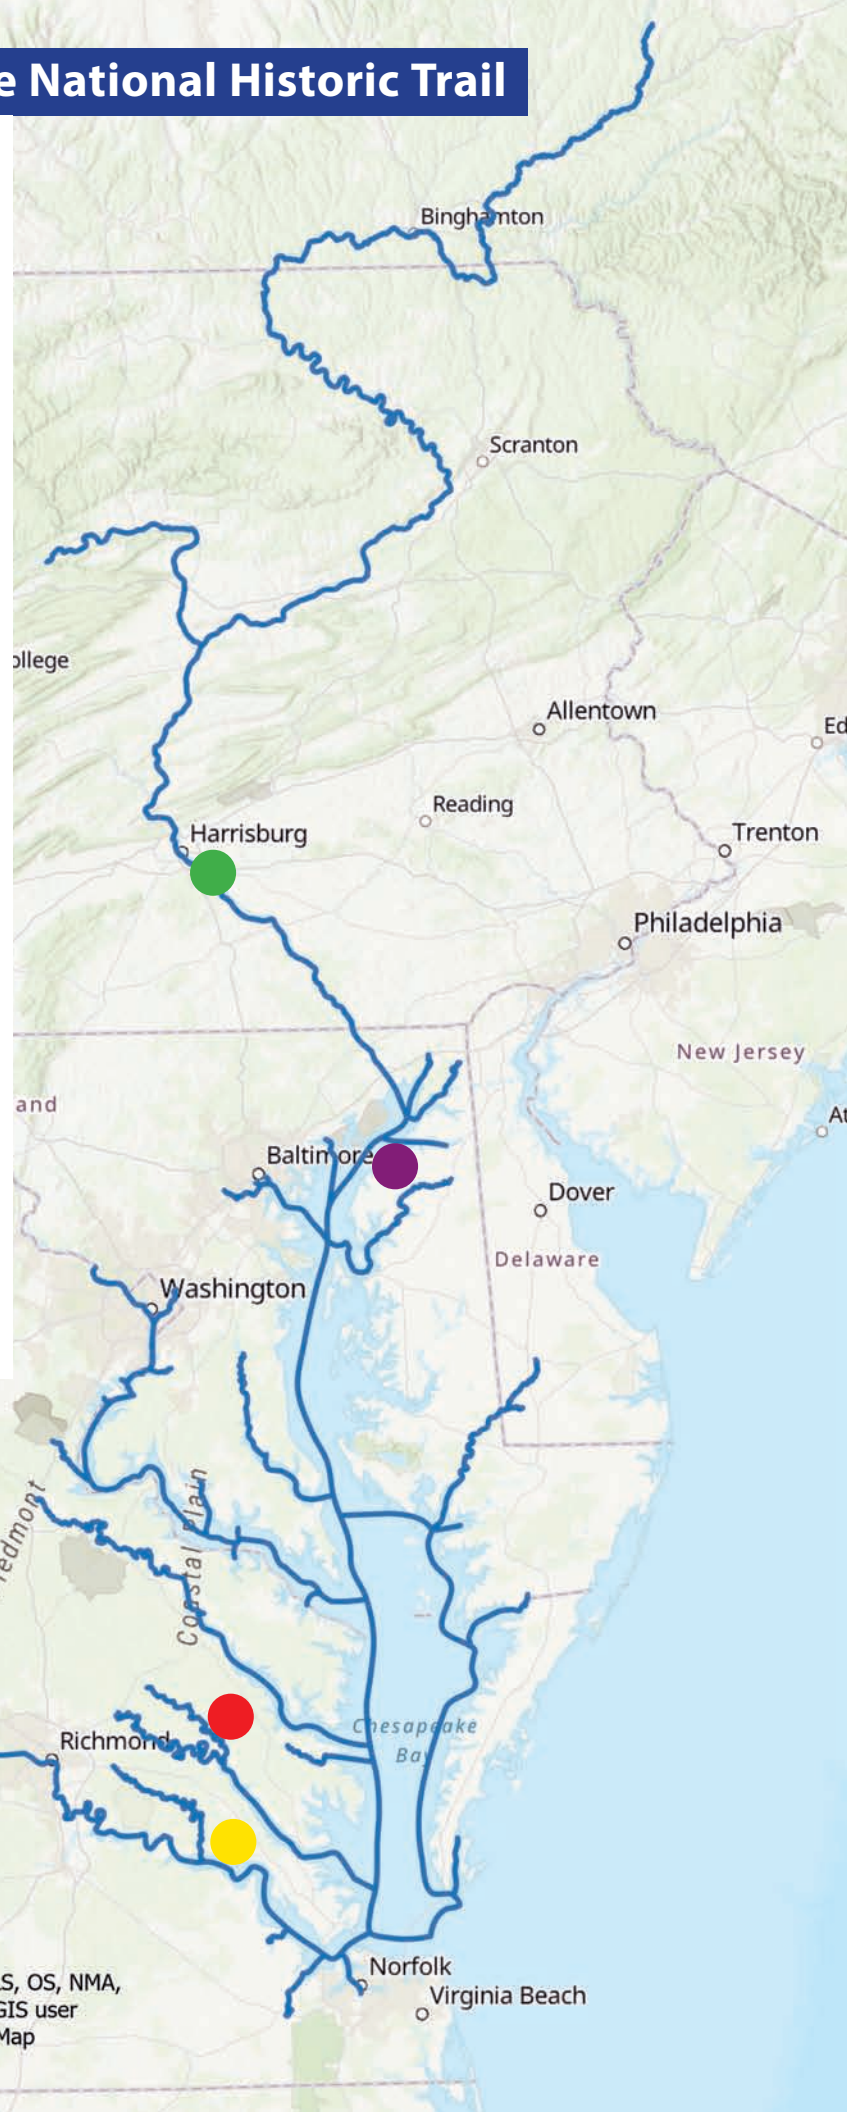 e National Historic Trail
Binghamton
Scranton
ollege
Allentown
Ed
Reading
Harrisburg
Trenton
Philadelphia
New Jersey
and
At
Baltimore
Dover
Delaware
Washington
Coastal Plain
iedmont
Chesapeake
Bay
Richmond
Norfolk
Virginia Beach
S, OS, NMA,
GIS user
Map